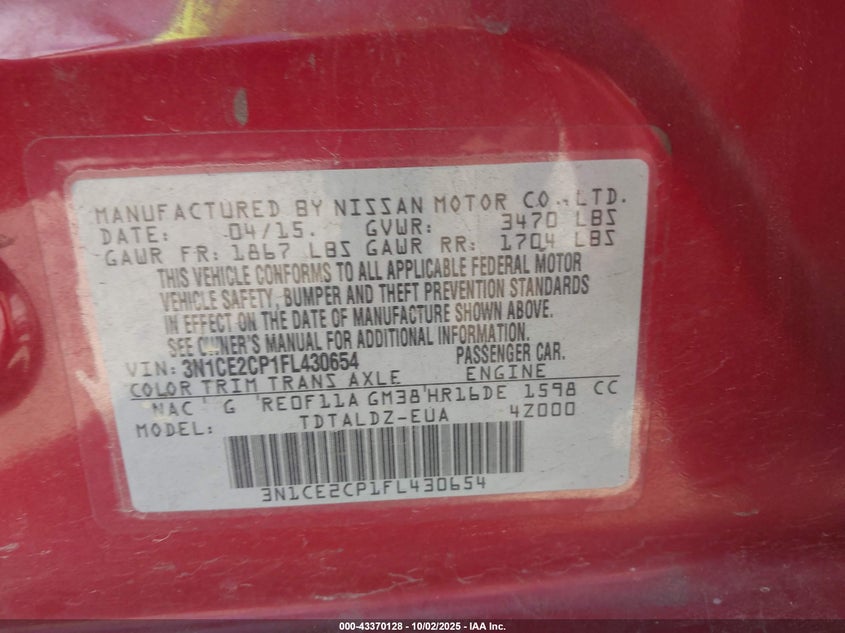 MANUFACTURED BY NISSAN MOTOR CO.,LTD.
DATE: 04/15. GVWR: 3470 LBS
GAWR FR: 1867 LBS GAWR RR: 1704 LBS
THIS VEHICLE CONFORMS TO ALL APPLICABLE FEDERAL MOTOR
VEHICLE SAFETY, BUMPER AND THEFT PREVENTION STANDARDS
IN EFFECT ON THE DATE OF MANUFACTURE SHOWN ABOVE.
SEE OWNER'S MANUAL FOR ADDITIONAL INFORMATION.
VIN: 3N1CE2CP1FL430654 PASSENGER CAR.
COLOR TRIM TRANS AXLE ENGINE
NAC G RE0F11A GM38 HR16DE 1598 CC
MODEL: TDTALDZ-EUA 4Z000
3N1CE2CP1FL430654
000-43370128 - 10/02/2025 - IAA Inc.